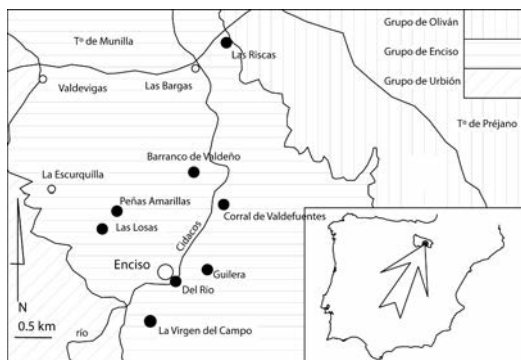 Grupo de Oliván
Tº de Munilla
Las Riscas
Grupo de Enciso
Las Bargas
Grupo de Urbión
Valdevigas
Tº de Préjano
Barranco de Valdeño
La Escurquilla
Peñas Amarillas
Corral de Valdefuentes
Las Losas
Cidacos
Enciso
Guilera
Del Río
N
0.5 km
río
La Virgen del Campo